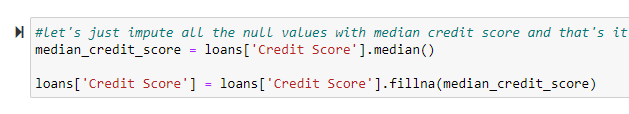 #Let's just impute all the null values with median credit score and that's it
median_credit_score = loans['Credit Score'].median()
loans['Credit Score'] = loans['Credit Score'].fillna(median_credit_score)